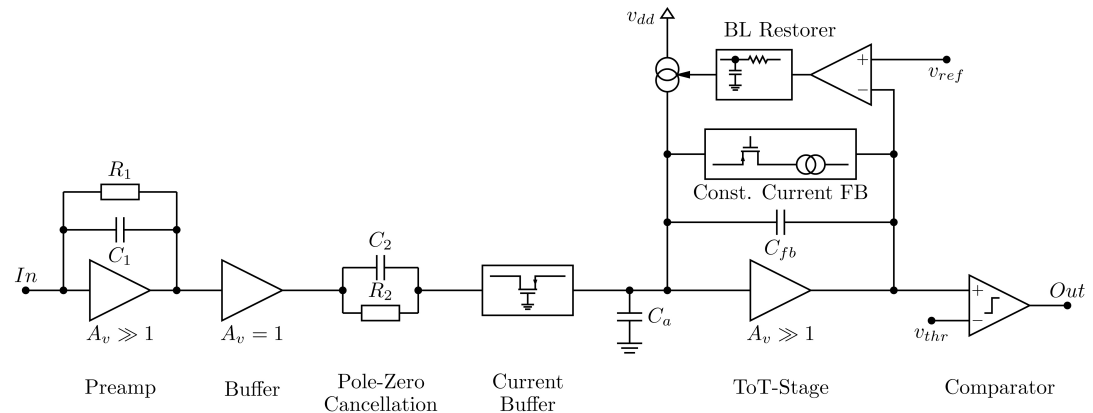 v_dd
BL Restorer
+
v_ref
−
Const. Current FB
C_fb
R_1
C_1
In
A_v ≫ 1
A_v = 1
C_2
R_2
C_a
A_v ≫ 1
+
−
v_thr
Out
Preamp
Buffer
Pole-Zero
Cancellation
Current
Buffer
ToT-Stage
Comparator